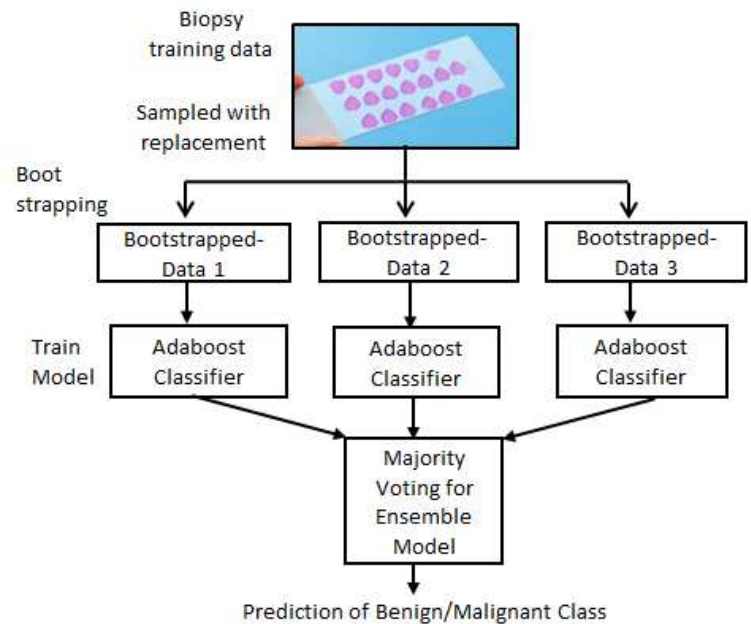 Biopsy
training data
Sampled with
replacement
Boot
strapping
Bootstrapped-
Data 1
Bootstrapped-
Data 2
Bootstrapped-
Data 3
Train
Model
Adaboost
Classifier
Adaboost
Classifier
Adaboost
Classifier
Majority
Voting for
Ensemble
Model
Prediction of Benign/Malignant Class